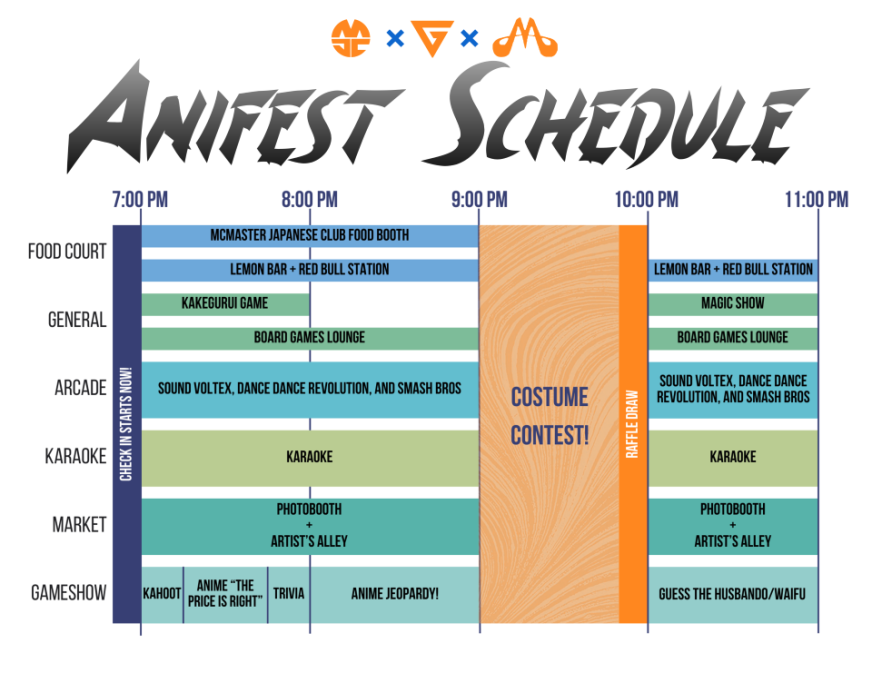 ANIFEST SCHEDULE
7:00 PM 8:00 PM 9:00 PM 10:00 PM 11:00 PM
CHECK IN STARTS NOW!
FOOD COURT
MCMASTER JAPANESE CLUB FOOD BOOTH
LEMON BAR + RED BULL STATION
LEMON BAR + RED BULL STATION
GENERAL
KAKEGURUI GAME
MAGIC SHOW
BOARD GAMES LOUNGE
BOARD GAMES LOUNGE
ARCADE
SOUND VOLTEX, DANCE DANCE REVOLUTION, AND SMASH BROS
SOUND VOLTEX, DANCE DANCE
REVOLUTION, AND SMASH BROS
COSTUME
CONTEST!
RAFFLE DRAW
KARAOKE
KARAOKE
KARAOKE
MARKET
PHOTOBOOTH
+
ARTIST'S ALLEY
PHOTOBOOTH
+
ARTIST'S ALLEY
GAMESHOW
KAHOOT
ANIME "THE
PRICE IS RIGHT"
TRIVIA
ANIME JEOPARDY!
GUESS THE HUSBANDO/WAIFU